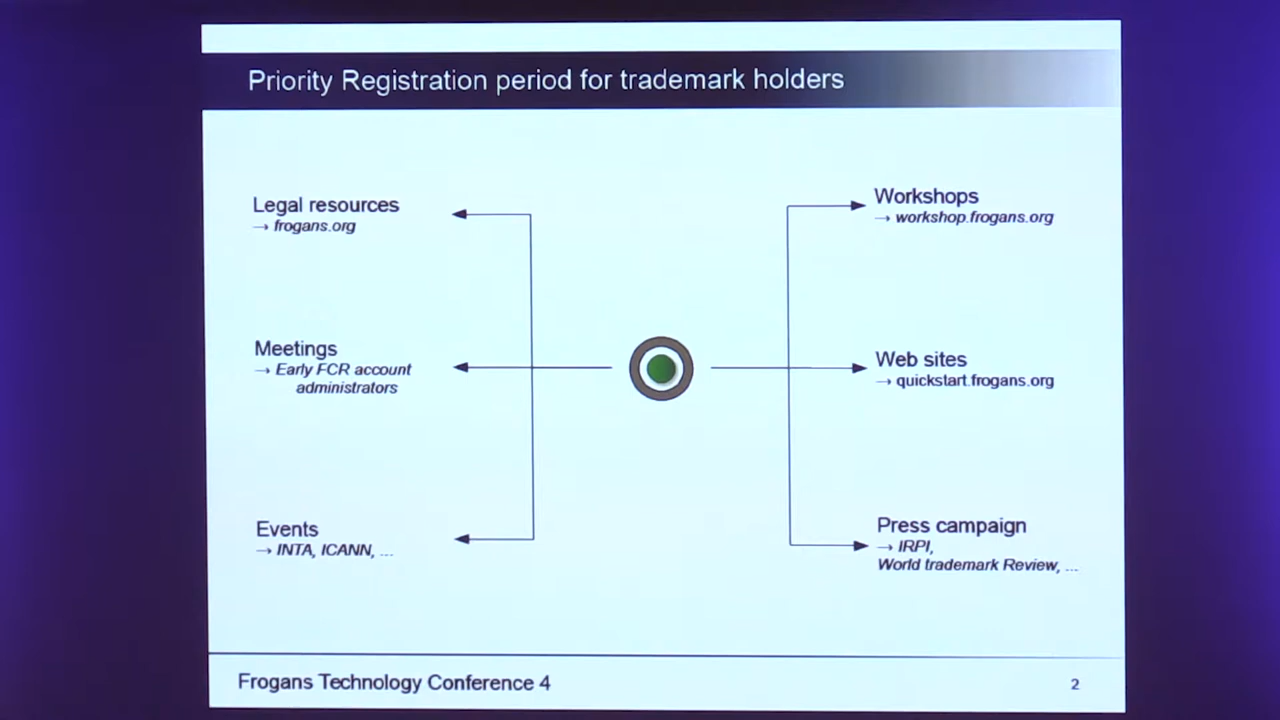 Priority Registration period for trademark holders
Legal resources
→ frogans.org
Meetings
→ Early FCR account
administrators
Events
→ INTA, ICANN, ...
Workshops
→ workshop.frogans.org
Web sites
→ quickstart.frogans.org
Press campaign
→ IRPI,
World trademark Review, ...
Frogans Technology Conference 4
2